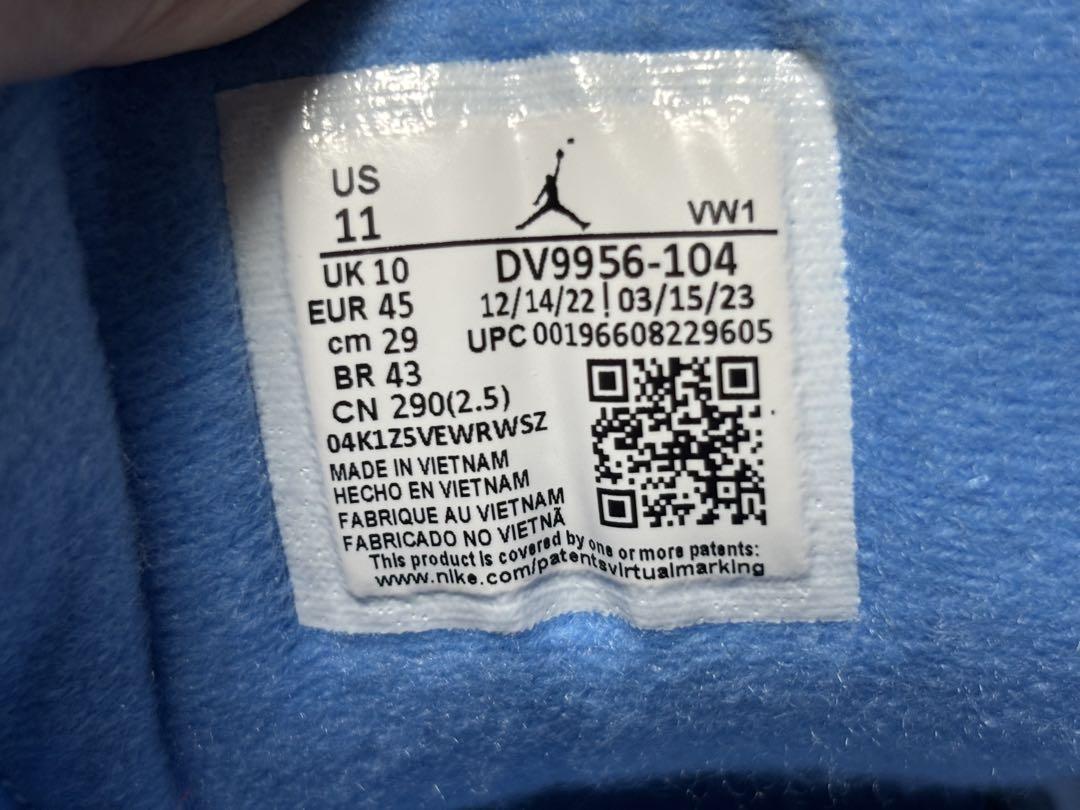 US
11
VW1
UK 10
EUR 45
cm 29
BR 43
CN 290(2.5)
04K1Z5VEWRWSZ
DV9956-104
12/14/22 | 03/15/23
UPC 00196608229605
MADE IN VIETNAM
HECHO EN VIETNAM
FABRIQUE AU VIETNAM
FABRICADO NO VIETNÃ
This product is covered by one or more patents:
www.nike.com/patentsvirtualmarking